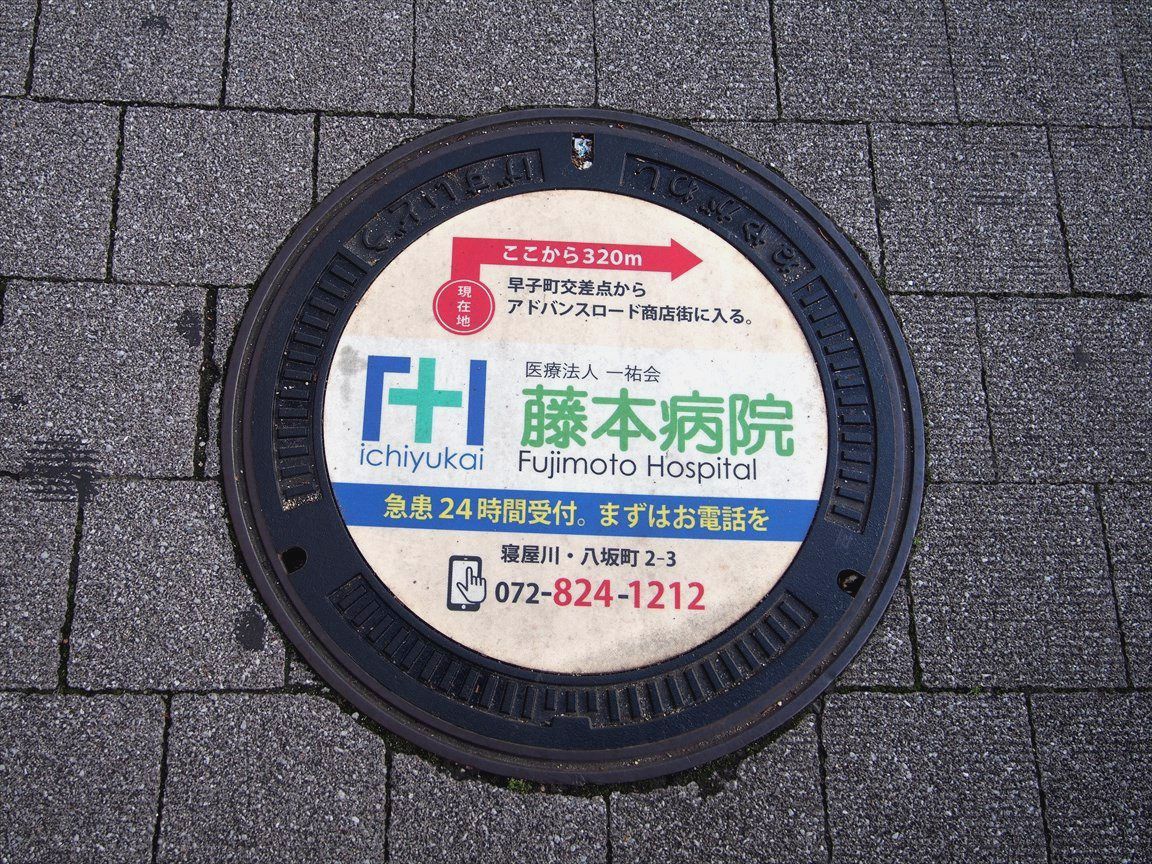 ここから320m
現在地
早子町交差点から
アドバンスロード商店街に入る。
医療法人 一祐会
藤本病院
ichiyukai
Fujimoto Hospital
急患24時間受付。まずはお電話を
寝屋川・八坂町 2-3
072-824-1212